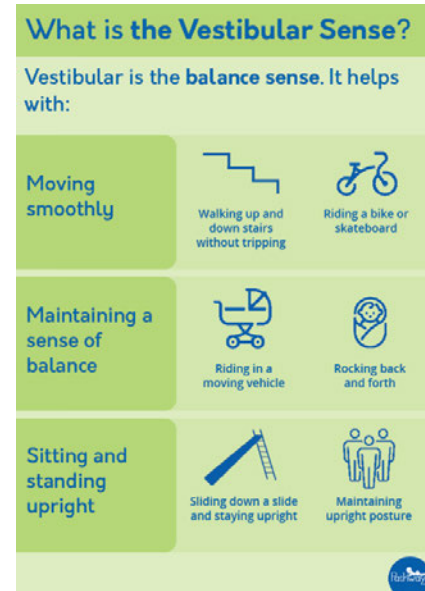 What is the Vestibular Sense?
Vestibular is the balance sense. It helps
with:
Moving
smoothly
Walking up and
down stairs
without tripping
Riding a bike or
skateboard
Maintaining a
sense of
balance
Riding in a
moving vehicle
Rocking back
and forth
Sitting and
standing
upright
Sliding down a slide
and staying upright
Maintaining
upright posture
Pathways